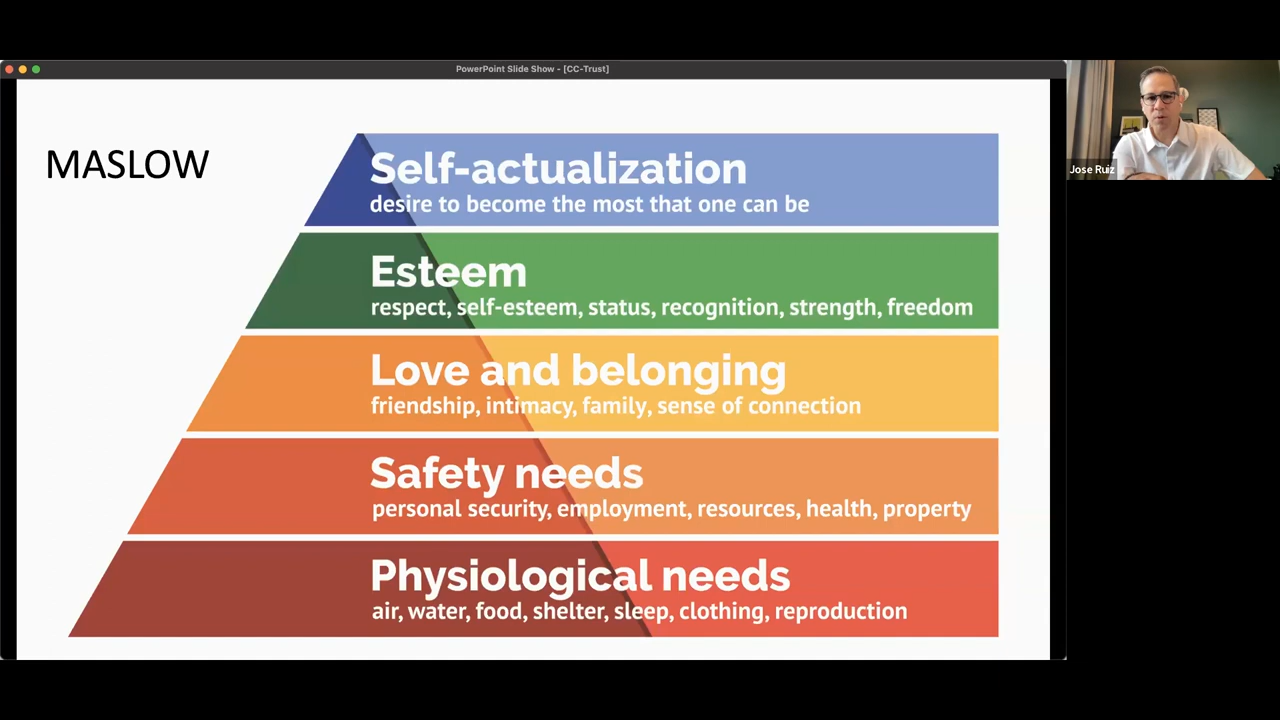 PowerPoint Slide Show - [CC-Trust]
MASLOW
Self-actualization
desire to become the most that one can be
Esteem
respect, self-esteem, status, recognition, strength, freedom
Love and belonging
friendship, intimacy, family, sense of connection
Safety needs
personal security, employment, resources, health, property
Physiological needs
air, water, food, shelter, sleep, clothing, reproduction
Jose Ruiz